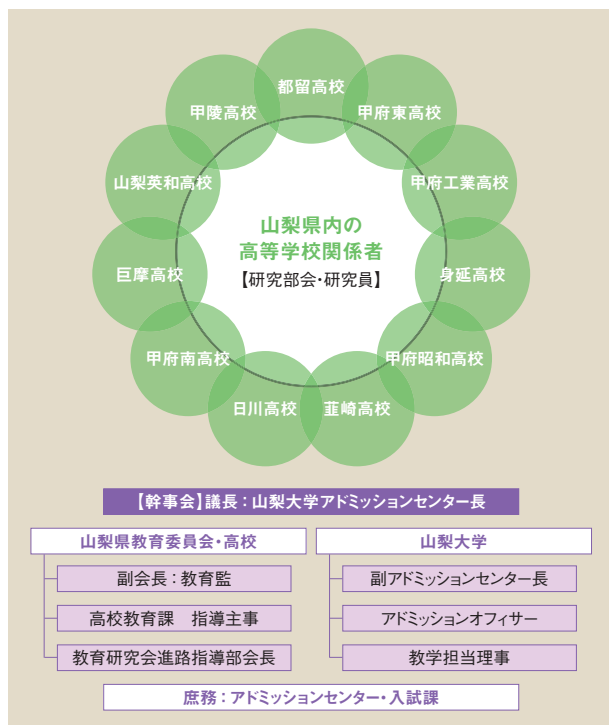 都留高校
甲府東高校
甲府工業高校
身延高校
甲府昭和高校
韮崎高校
日川高校
甲府南高校
巨摩高校
山梨英和高校
甲陵高校
山梨県内の
高等学校関係者
【研究部会・研究員】
【幹事会】議長：山梨大学アドミッションセンター長
山梨県教育委員会・高校
副会長：教育監
高校教育課　指導主事
教育研究会進路指導部会長
山梨大学
副アドミッションセンター長
アドミッションオフィサー
教学担当理事
庶務：アドミッションセンター・入試課